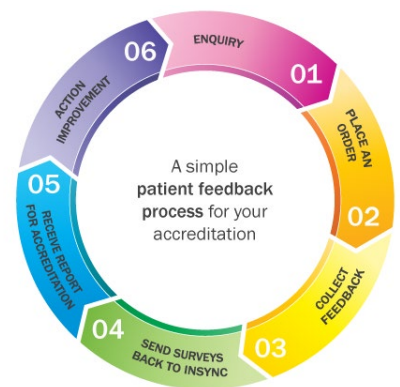 A simple
patient feedback
process for your
accreditation
ENQUIRY
01
PLACE AN
ORDER
02
COLLECT
FEEDBACK
03
SEND SURVEYS
BACK TO INSYNC
04
RECEIVE REPORT
FOR ACCREDITATION
05
ACTION
IMPROVEMENT
06